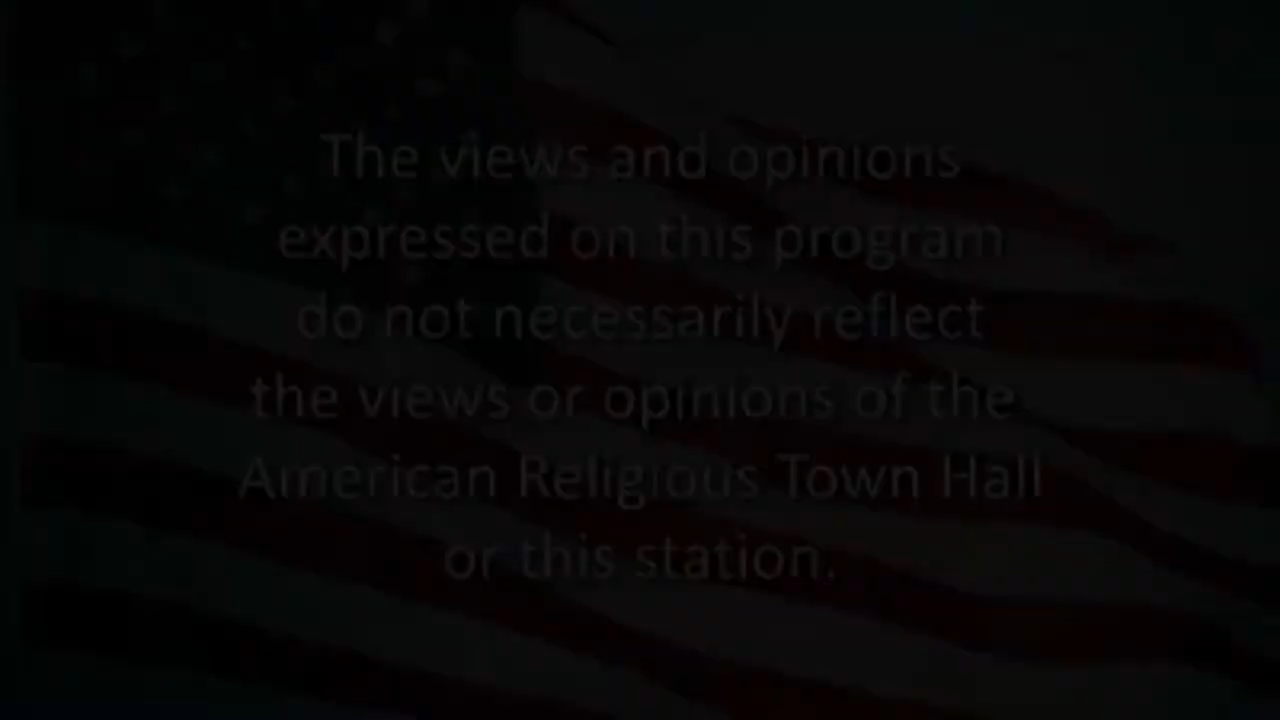 The views and opinions
expressed on this program
do not necessarily reflect
the views or opinions of the
American Religious Town Hall
or this station.